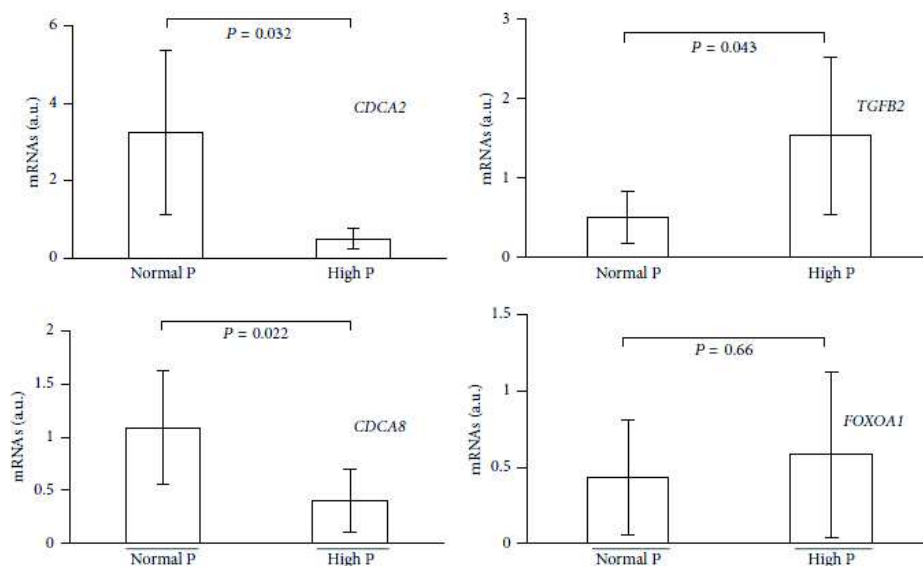 6
4
2
0
mRNAs (a.u.)
P = 0.032
CDCA2
Normal P
High P
3
2
1
0
mRNAs (a.u.)
P = 0.043
TGFB2
Normal P
High P
2
1.5
1
0.5
0
mRNAs (a.u.)
P = 0.022
CDCA8
Normal P
High P
1.5
1
0.5
0
mRNAs (a.u.)
P = 0.66
FOXOA1
Normal P
High P